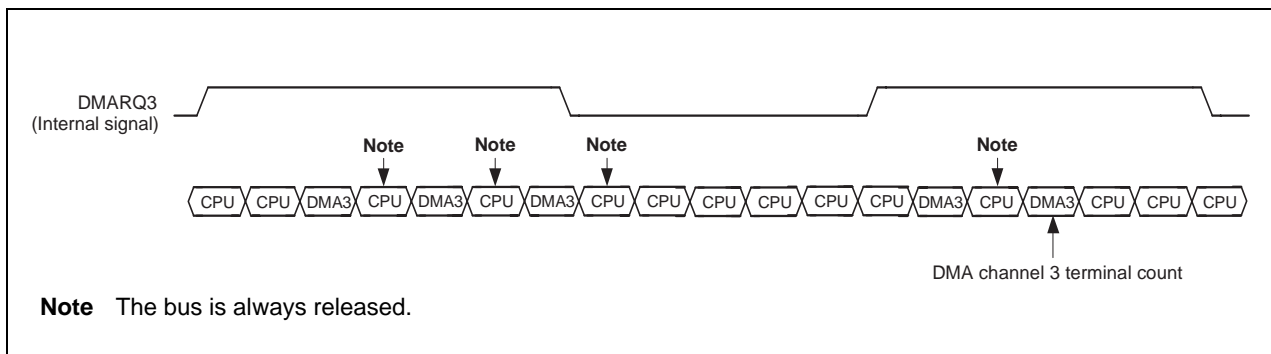 DMARQ3
(Internal signal)
Note Note Note Note
CPU CPU DMA3 CPU DMA3 CPU DMA3 CPU CPU CPU CPU CPU CPU DMA3 CPU DMA3 CPU CPU CPU
DMA channel 3 terminal count
Note The bus is always released.